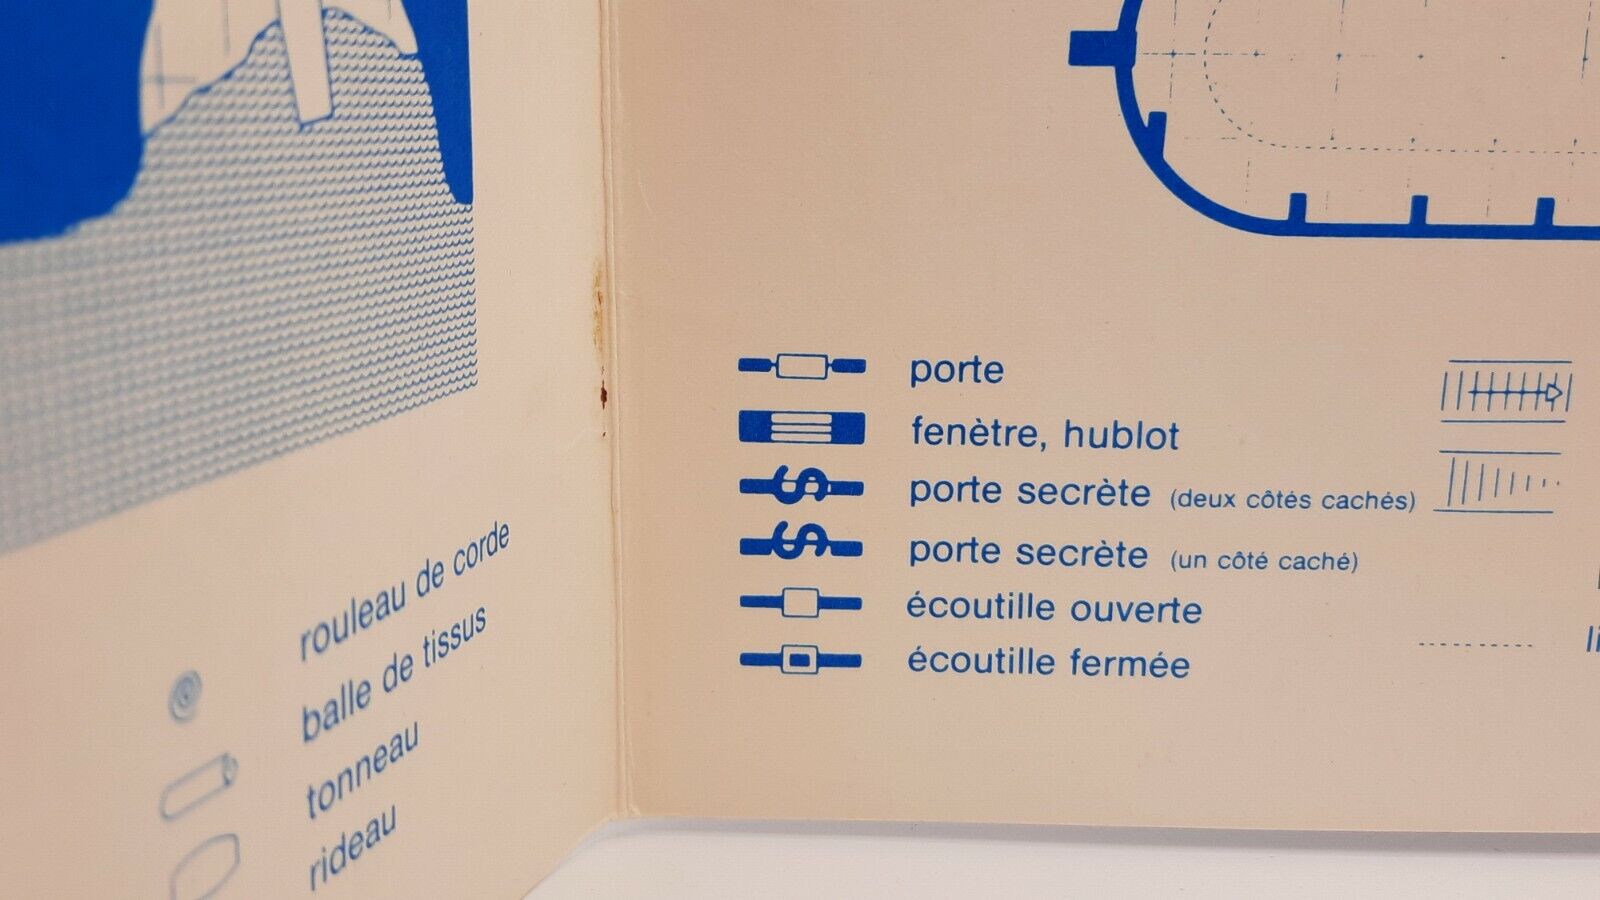 rouleau de corde
balle de tissus
tonneau
rideau
porte
fenètre, hublot
porte secrète (deux côtés cachés)
porte secrète (un côté caché)
écoutille ouverte
écoutille fermée